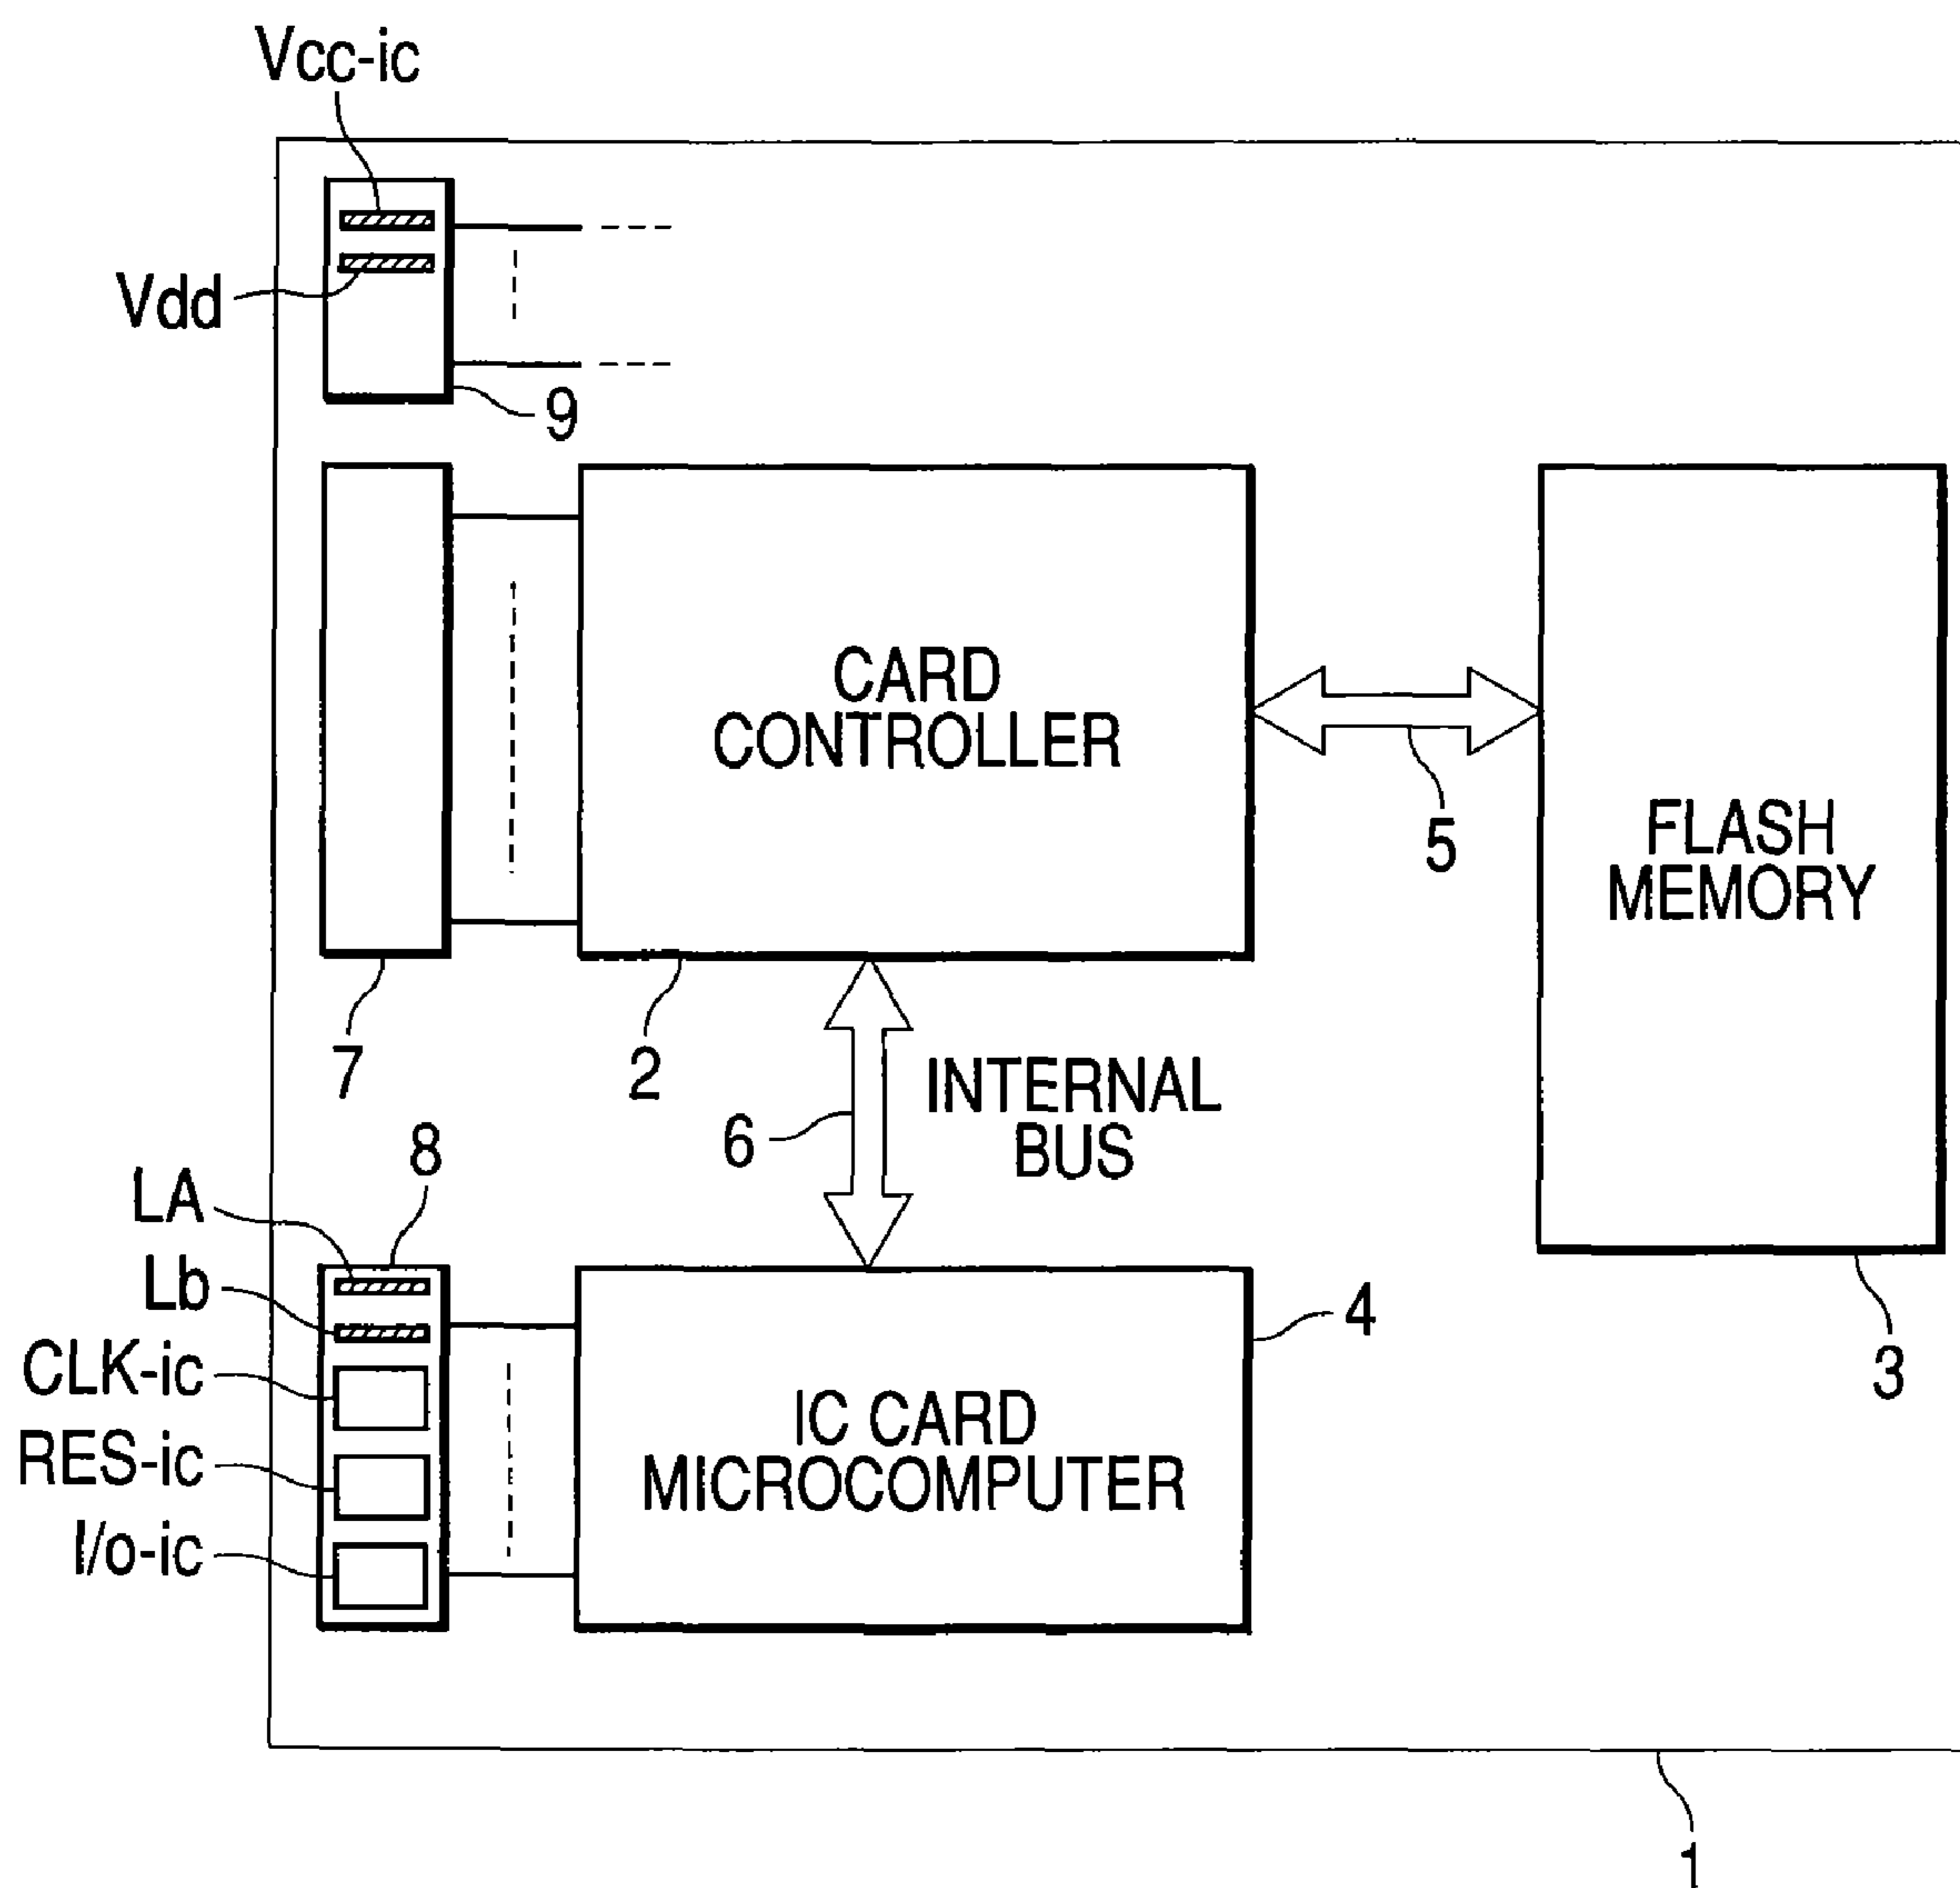 Vcc-ic
Vdd
9
CARD
CONTROLLER
5
FLASH
MEMORY
7
2
INTERNAL
BUS
6
8
LA
Lb
CLK-ic
RES-ic
I/o-ic
4
IC CARD
MICROCOMPUTER
3
1